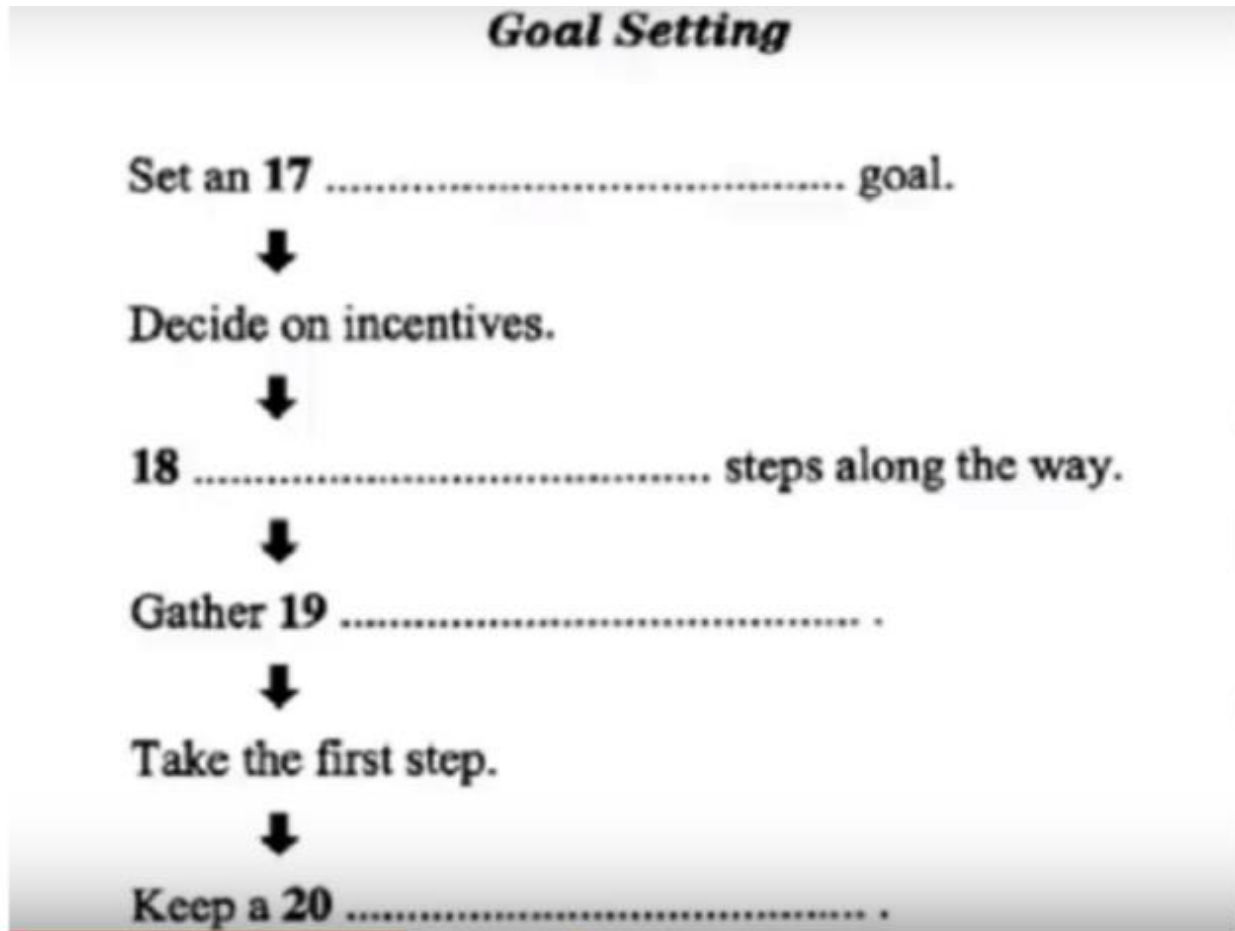 Goal Setting
Set an 17 ........................................ goal.
Decide on incentives.
18 ........................................ steps along the way.
Gather 19 ........................................ .
Take the first step.
Keep a 20 ........................................ .